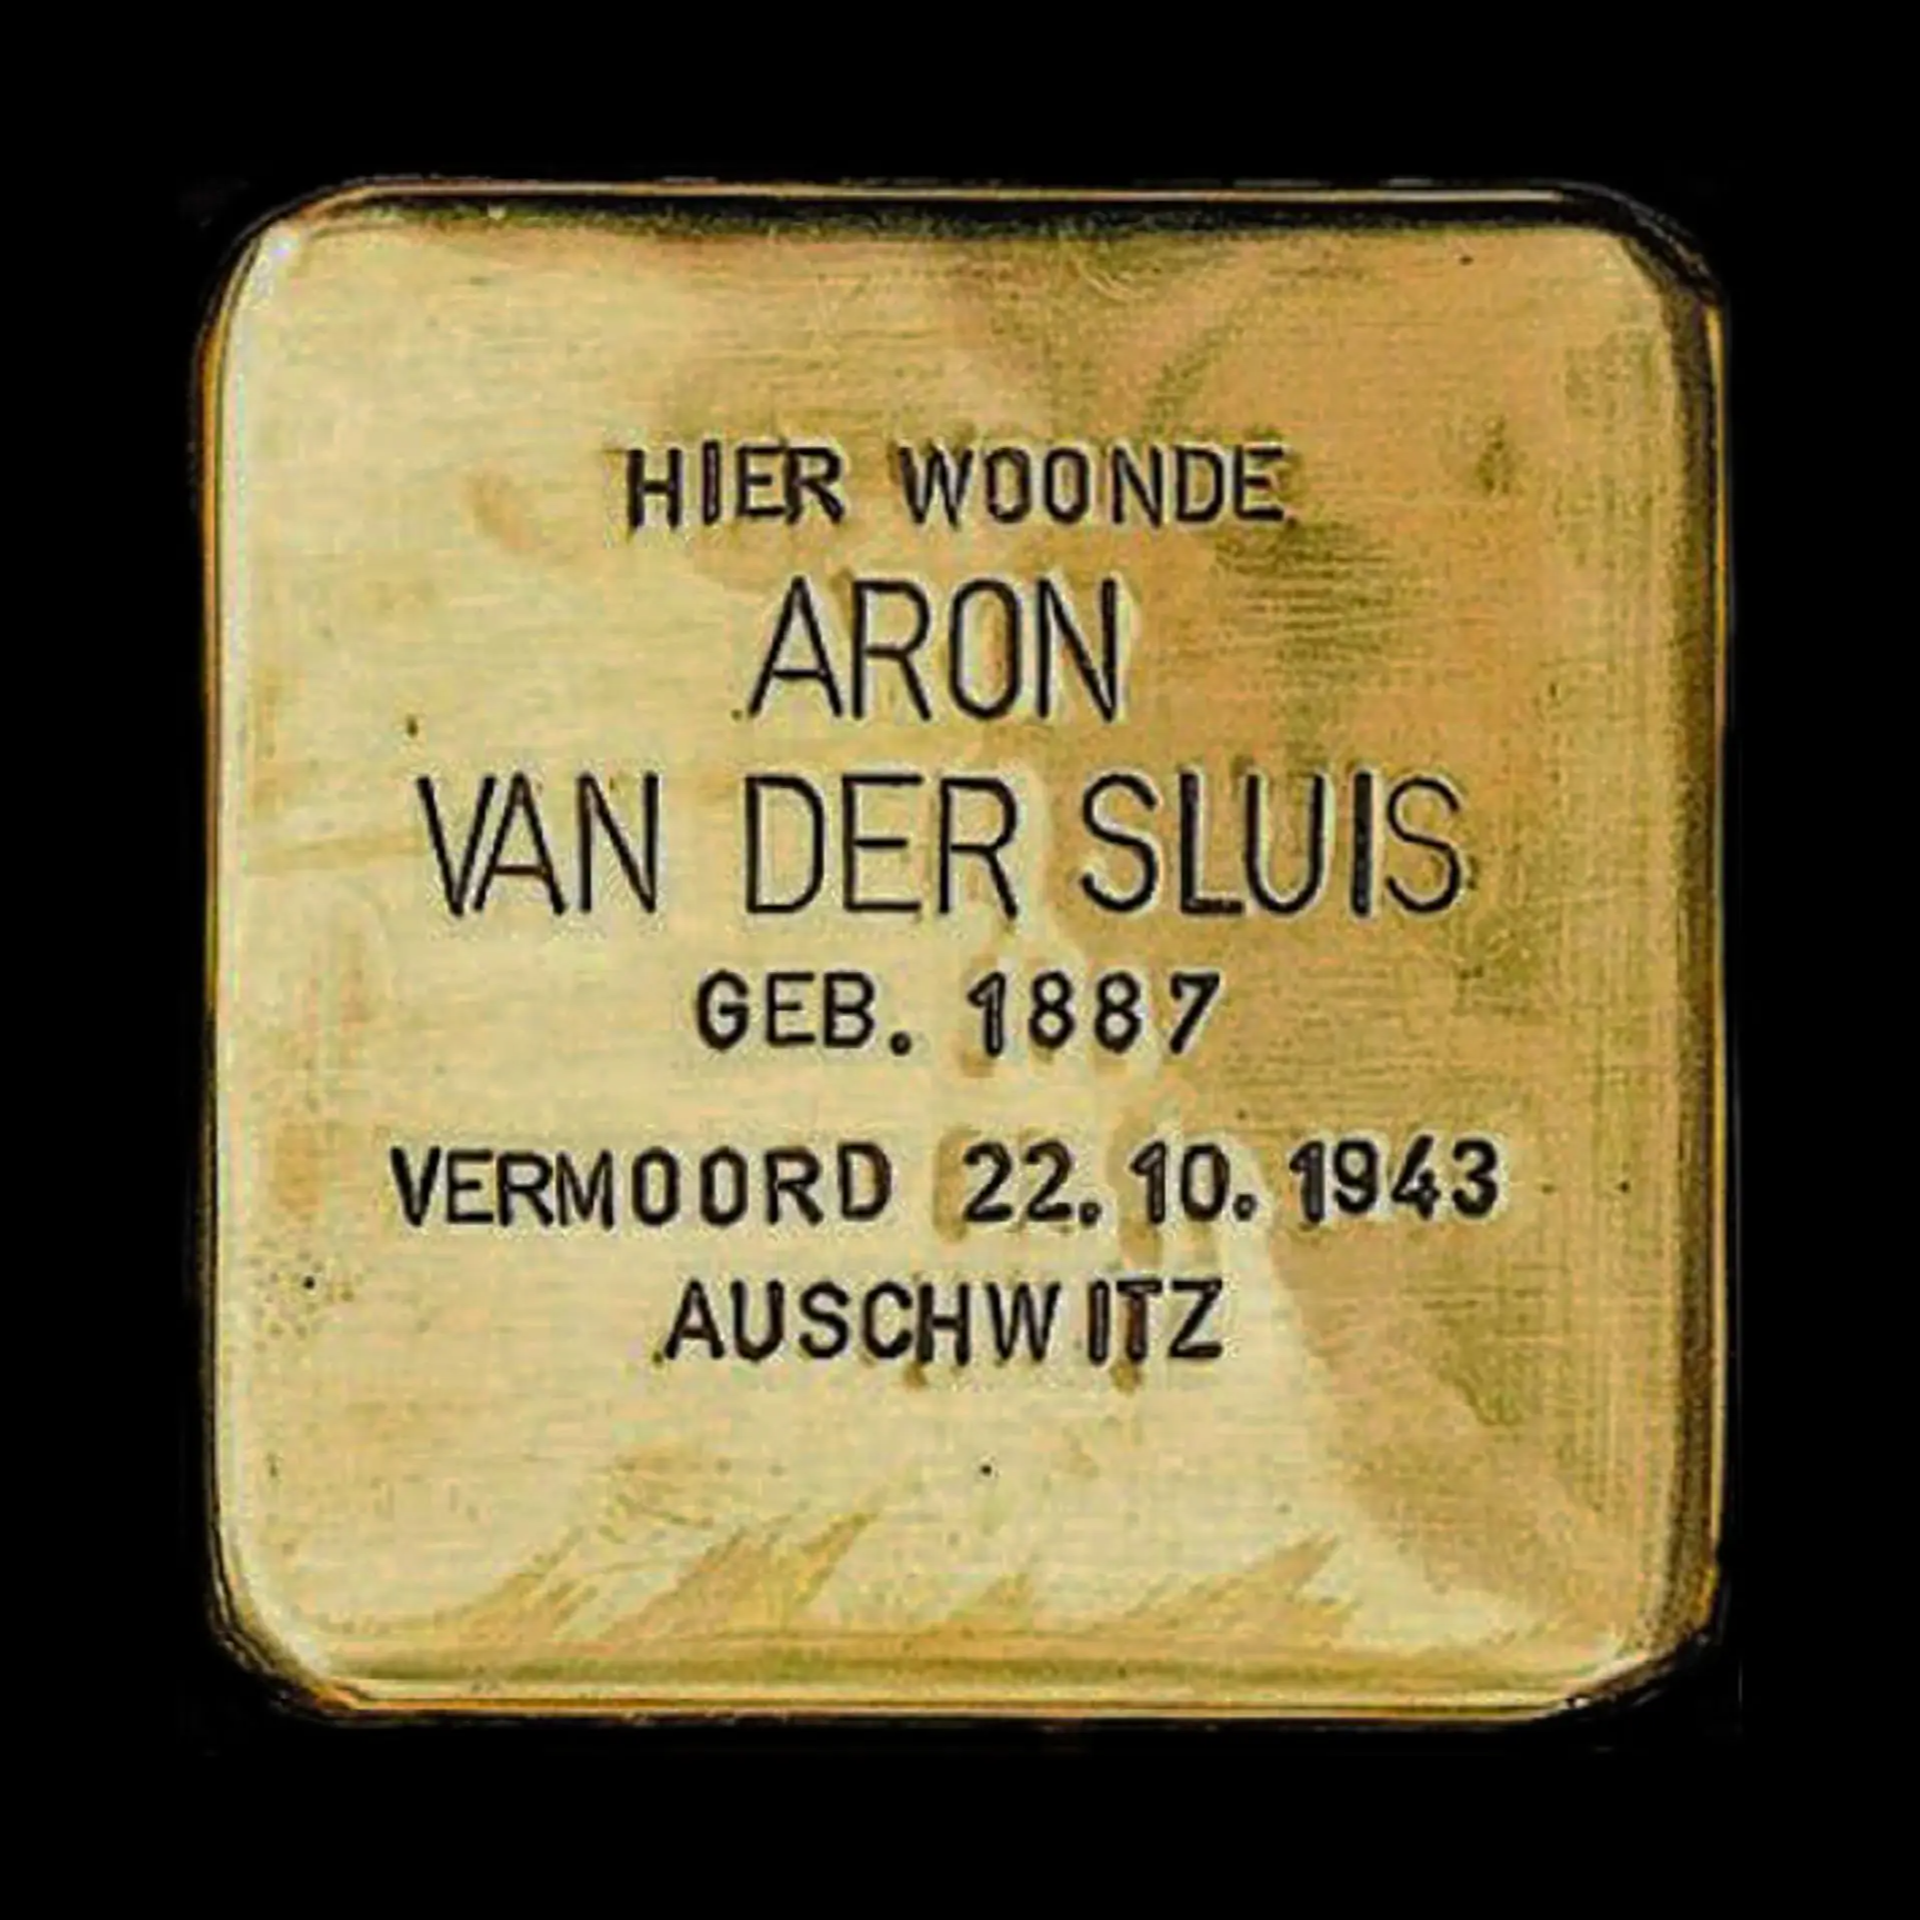 HIER WOONDE
ARON
VAN DER SLUIS
GEB. 1887
VERMOORD 22.10.1943
AUSCHWITZ